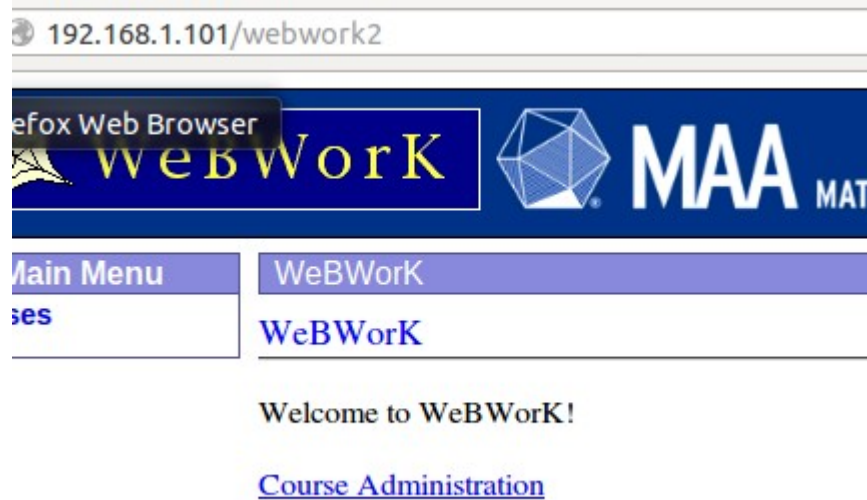 192.168.1.101/webwork2
efox Web Browser
WeBWorK
MAA MAT
Main Menu
WeBWorK
ses
WeBWorK
Welcome to WeBWorK!
Course Administration